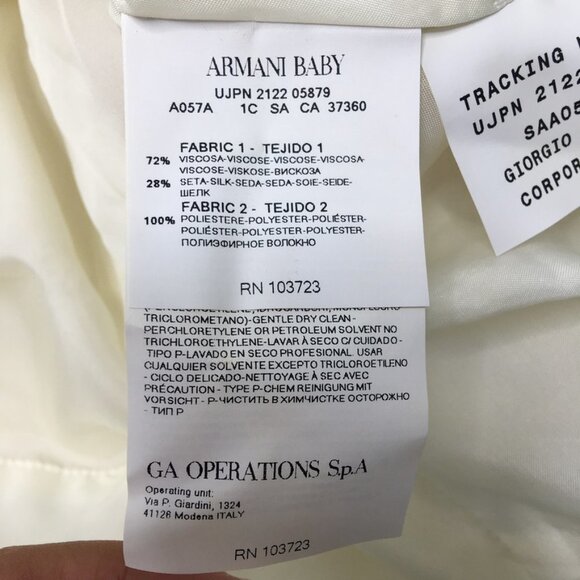 ARMANI BABY
UJPN 2122 05879
A057A 1C SA CA 37360
FABRIC 1 - TEJIDO 1
72% VISCOSA-VISCOSE-VISCOSE-VISCOSA-
VISCOSE-VISKOSE-ВИСКОЗА
28% SETA-SILK-SEDA-SEDA-SOIE-SEIDE-
ШЕЛК
FABRIC 2 - TEJIDO 2
100% POLIESTERE-POLYESTER-POLIÉSTER-
POLIÉSTER-POLYESTER-POLYESTER-
ПОЛИЭФИРНОЕ ВОЛОКНО
RN 103723
TRICLOROMETANO)-GENTLE DRY CLEAN -
PERCHLORETYLENE OR PETROLEUM SOLVENT NO
TRICHLOROETHYLENE-LAVAR À SECO C/ CUIDADO -
TIPO P-LAVADO EN SECO PROFESIONAL. USAR
CUALQUIER SOLVENTE EXCEPTO TRICLOROETILENO
- CICLO DELICADO-NETTOYAGE À SEC AVEC
PRÉCAUTION - TYPE P-CHEM REINIGUNG MIT
VORSICHT - P-ЧИСТИТЬ В ХИМЧИСТКЕ ОСТОРОЖНО
- ТИП P
GA OPERATIONS S.p.A
Operating unit:
Via P. Giardini, 1324
41126 Modena ITALY
RN 103723
TRACKING
UJPN 2122
SAA05
GIORGIO
CORPOR